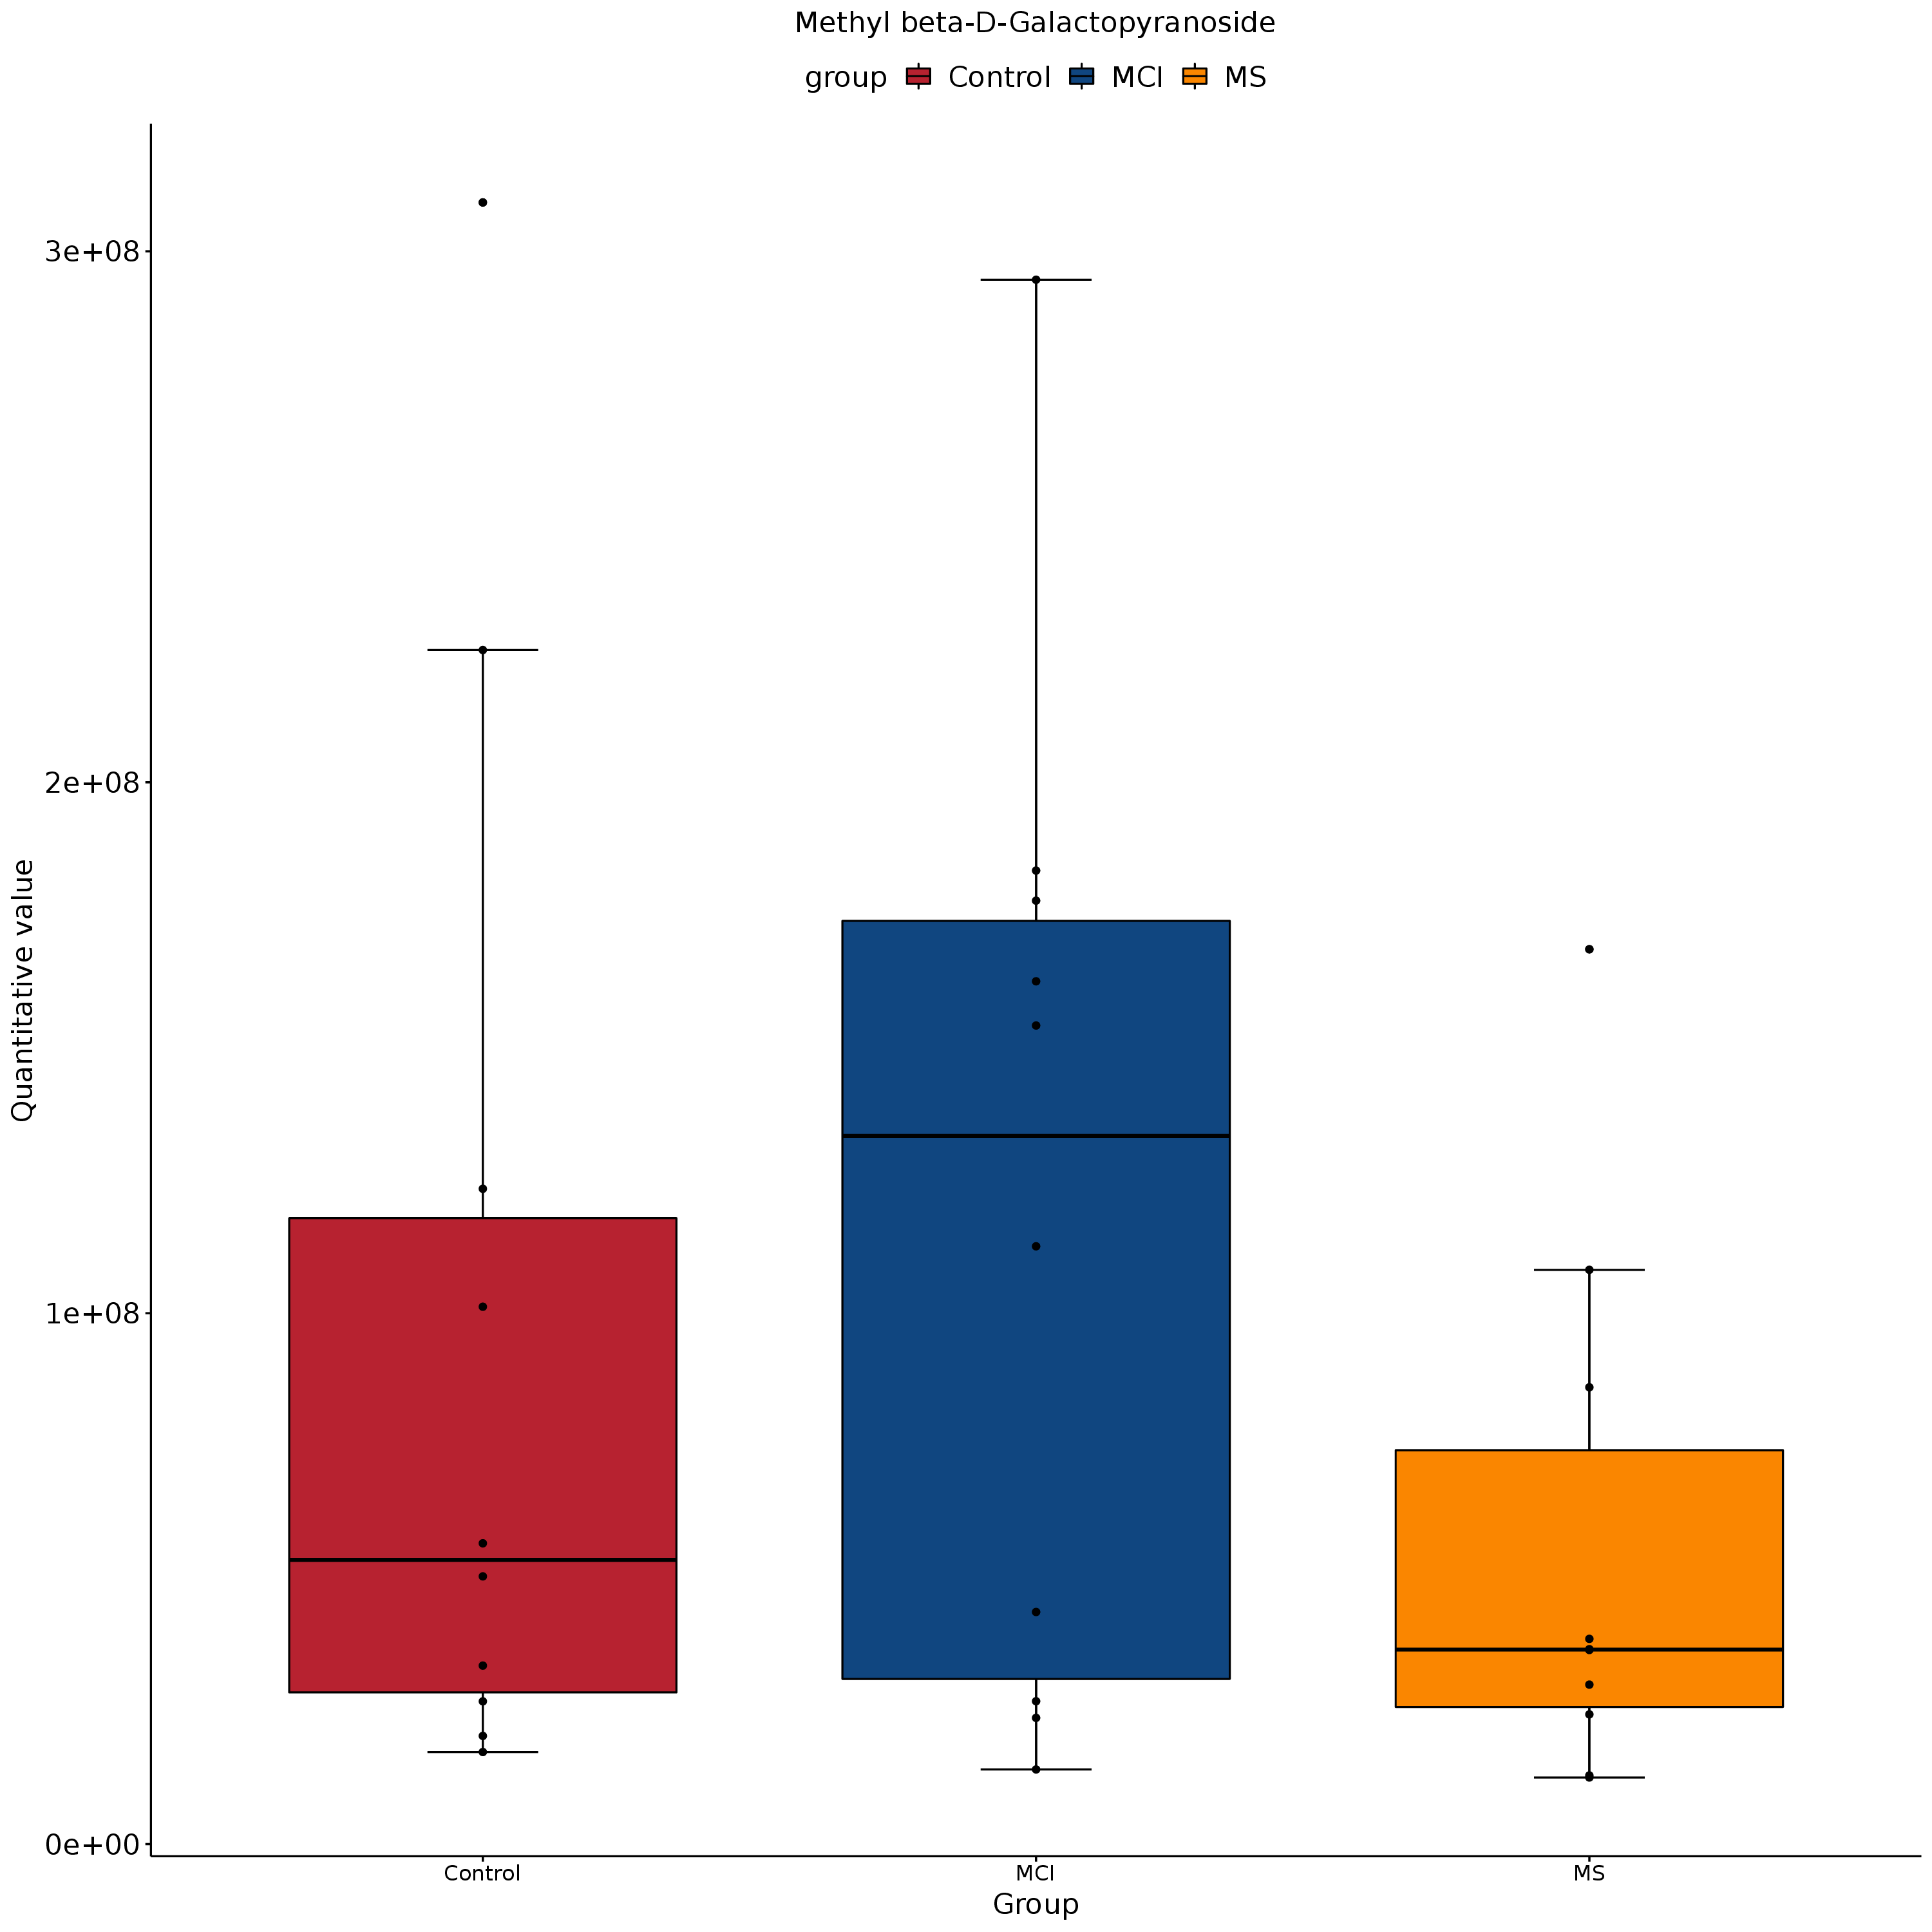 Methyl beta-D-Galactopyranoside
group Control MCI MS
3e+08
2e+08
1e+08
0e+00
Quantitative value
Control MCI MS
Group